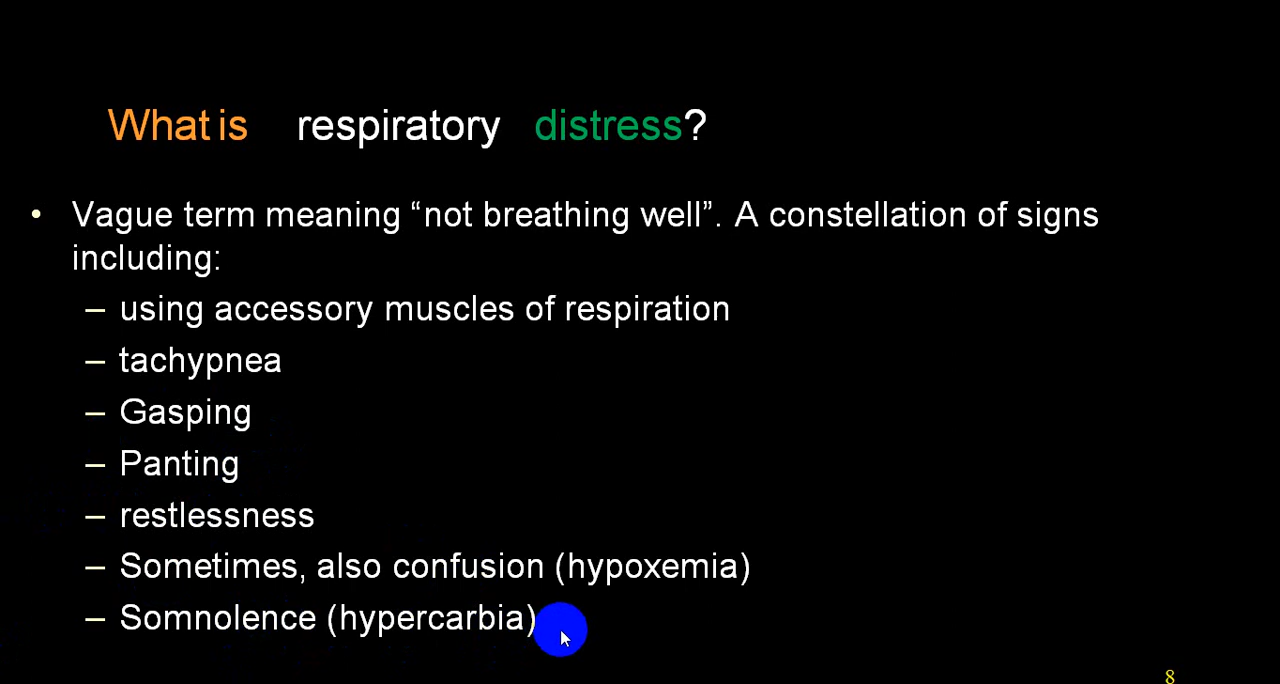 What is respiratory distress?
• Vague term meaning “not breathing well”. A constellation of signs
including:
– using accessory muscles of respiration
– tachypnea
– Gasping
– Panting
– restlessness
– Sometimes, also confusion (hypoxemia)
– Somnolence (hypercarbia)
8